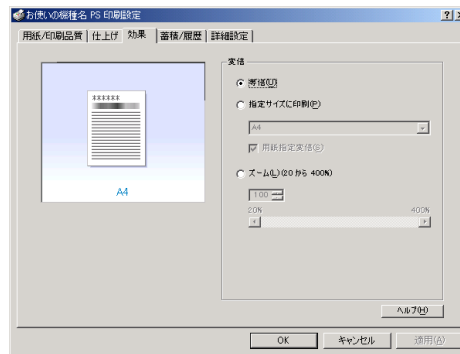 お使いの機種名 PS 印刷設定
用紙/印刷品質 仕上げ 効果 蓄積/履歴 詳細設定
変倍
等倍(U)
指定サイズに印刷(P)
A4
用紙指定変倍(S)
ズーム(L)(20 から 400%)
100
20% 400%
******
A4
ヘルプ(H)
OK キャンセル 適用(A)